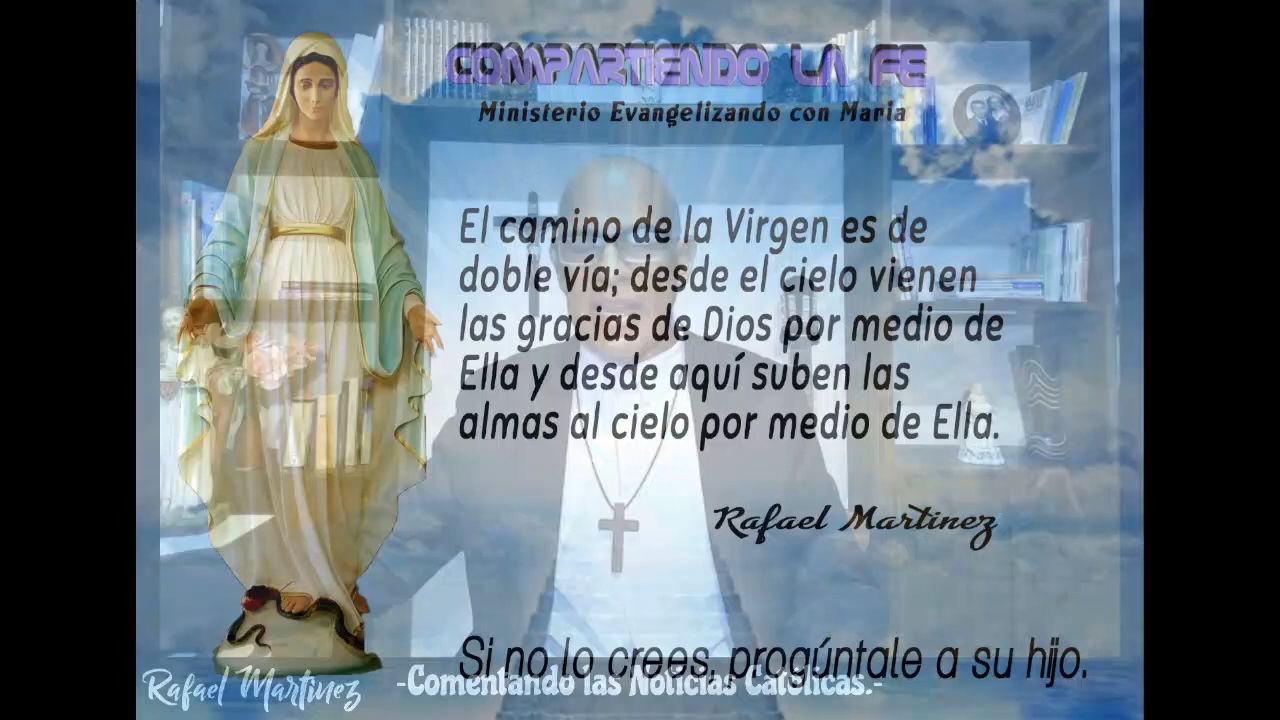 COMPARTIENDO LA FE
Ministerio Evangelizando con Maria
El camino de la Virgen es de
doble vía; desde el cielo vienen
las gracias de Dios por medio de
Ella y desde aquí suben las
almas al cielo por medio de Ella.
Rafael Martinez
Si no lo crees, progúntale a su hijo.
Rafael Martinez
-Comentando las Noticias Católicas.-